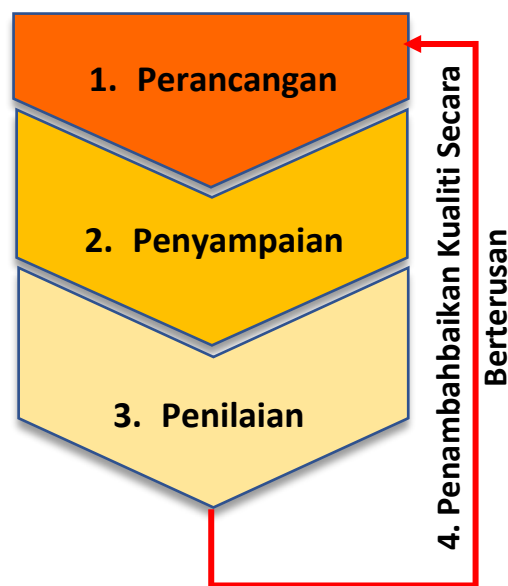 1. Perancangan
2. Penyampaian
3. Penilaian
4. Penambahbaikan Kualiti Secara
Berterusan